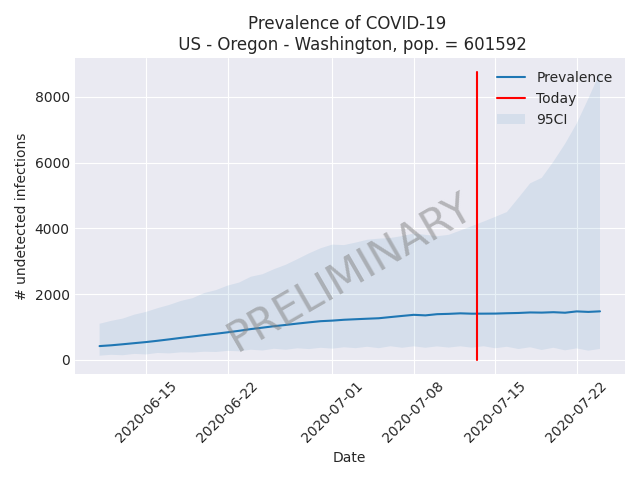 Prevalence of COVID-19
US - Oregon - Washington, pop. = 601592
Prevalence
Today
95CI
8000
6000
4000
2000
0
# undetected infections
PRELIMINARY
2020-06-15
2020-06-22
2020-07-01
2020-07-08
2020-07-15
2020-07-22
Date